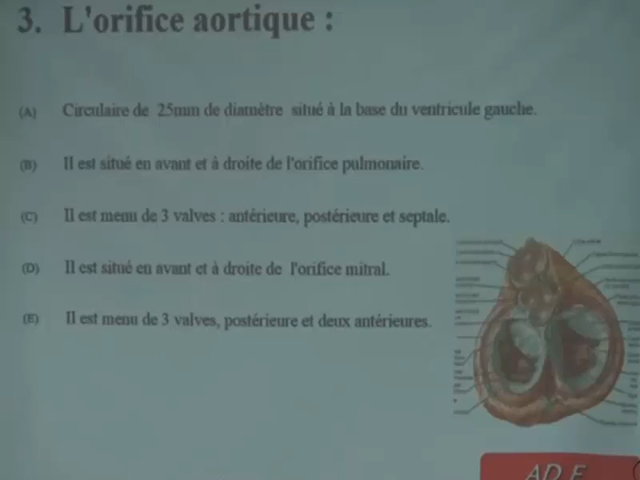 3. L'orifice aortique :
(A) Circulaire de 25mm de diamètre situé à la base du ventricule gauche.
(B) Il est situé en avant et à droite de l'orifice pulmonaire.
(C) Il est menu de 3 valves : antérieure, postérieure et septale.
(D) Il est situé en avant et à droite de l'orifice mitral.
(E) Il est menu de 3 valves, postérieure et deux antérieures.
AD E